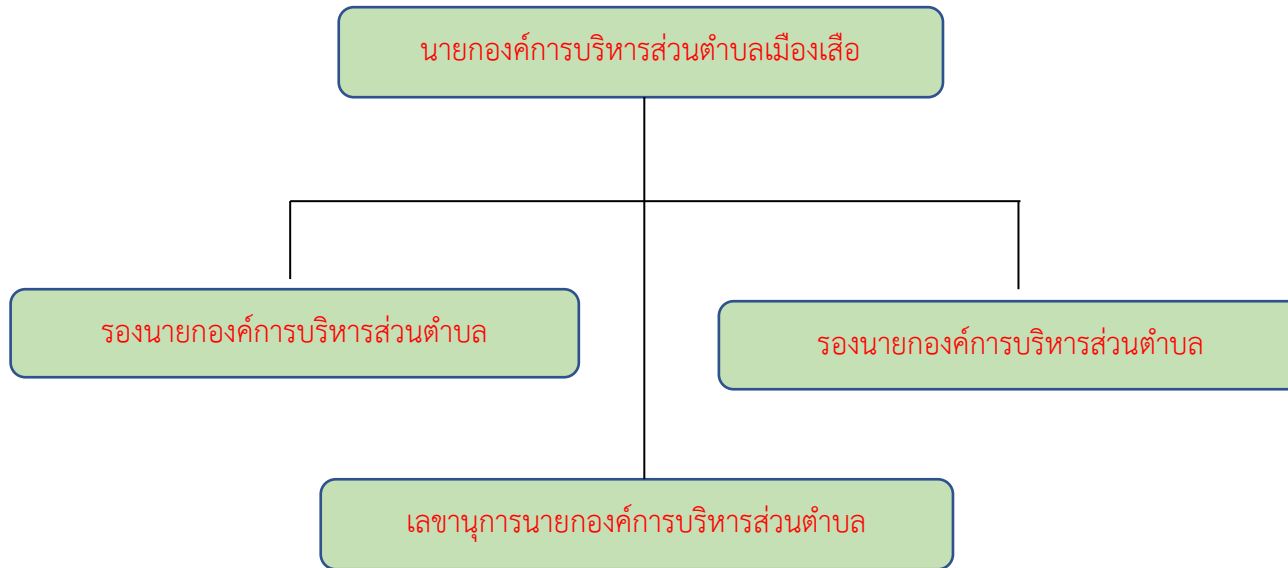 นายกองค์การบริหารส่วนตำบลเมืองเสือ
รองนายกองค์การบริหารส่วนตำบล
รองนายกองค์การบริหารส่วนตำบล
เลขานุการนายกองค์การบริหารส่วนตำบล